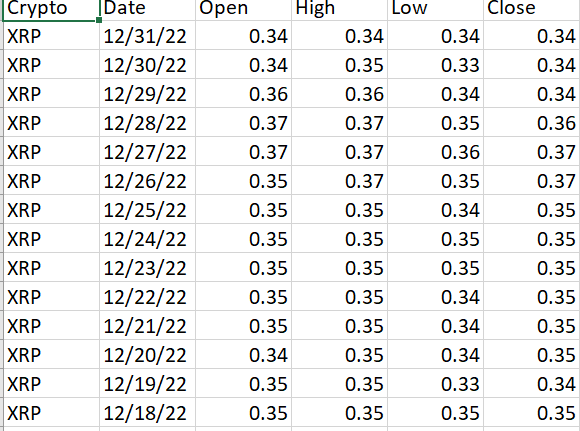 Crypto Date Open High Low Close
XRP 12/31/22 0.34 0.34 0.34 0.34
XRP 12/30/22 0.34 0.35 0.33 0.34
XRP 12/29/22 0.36 0.36 0.34 0.34
XRP 12/28/22 0.37 0.37 0.35 0.36
XRP 12/27/22 0.37 0.37 0.36 0.37
XRP 12/26/22 0.35 0.37 0.35 0.37
XRP 12/25/22 0.35 0.35 0.34 0.35
XRP 12/24/22 0.35 0.35 0.35 0.35
XRP 12/23/22 0.35 0.35 0.35 0.35
XRP 12/22/22 0.35 0.35 0.34 0.35
XRP 12/21/22 0.35 0.35 0.34 0.35
XRP 12/20/22 0.34 0.35 0.34 0.35
XRP 12/19/22 0.35 0.35 0.33 0.34
XRP 12/18/22 0.35 0.35 0.35 0.35